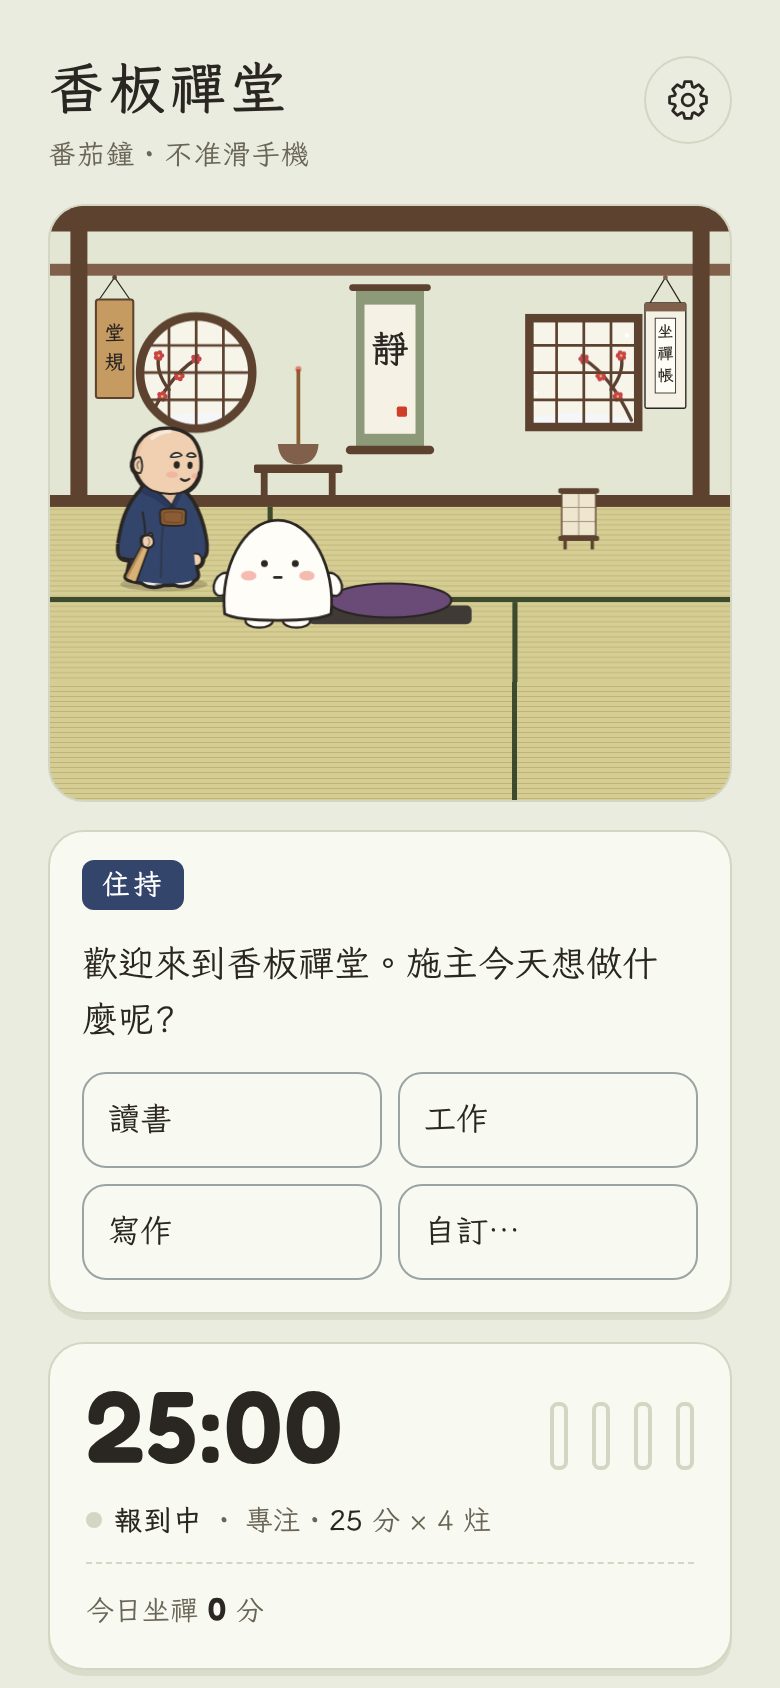 香板禪堂
番茄鐘・不准滑手機
堂規
靜
坐禪帳
住持
歡迎來到香板禪堂。施主今天想做什
麼呢?
讀書
工作
寫作
自訂⋯
25:00
報到中 · 專注・25 分 × 4 炷
今日坐禪 0 分